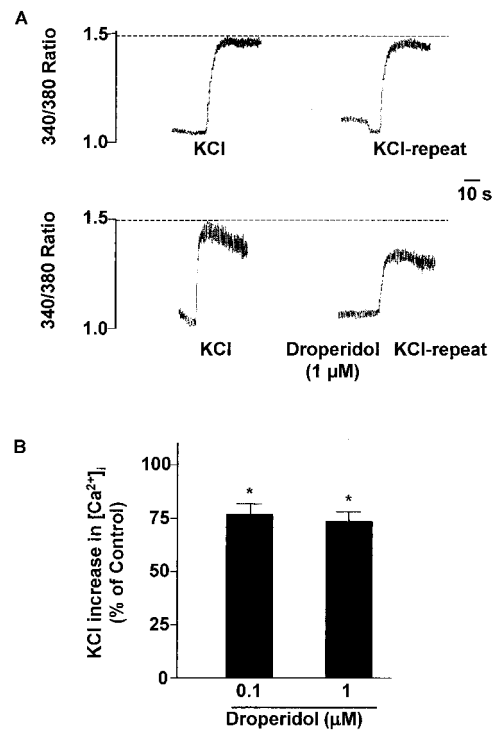 A
340/380 Ratio
1.5
1.0
KCl
KCl-repeat
10 s
340/380 Ratio
1.5
1.0
KCl
Droperidol
(1 μM)
KCl-repeat
B
KCl increase in [Ca²⁺]ᵢ
(% of Control)
100
75
50
25
0
*
*
0.1
1
Droperidol (μM)